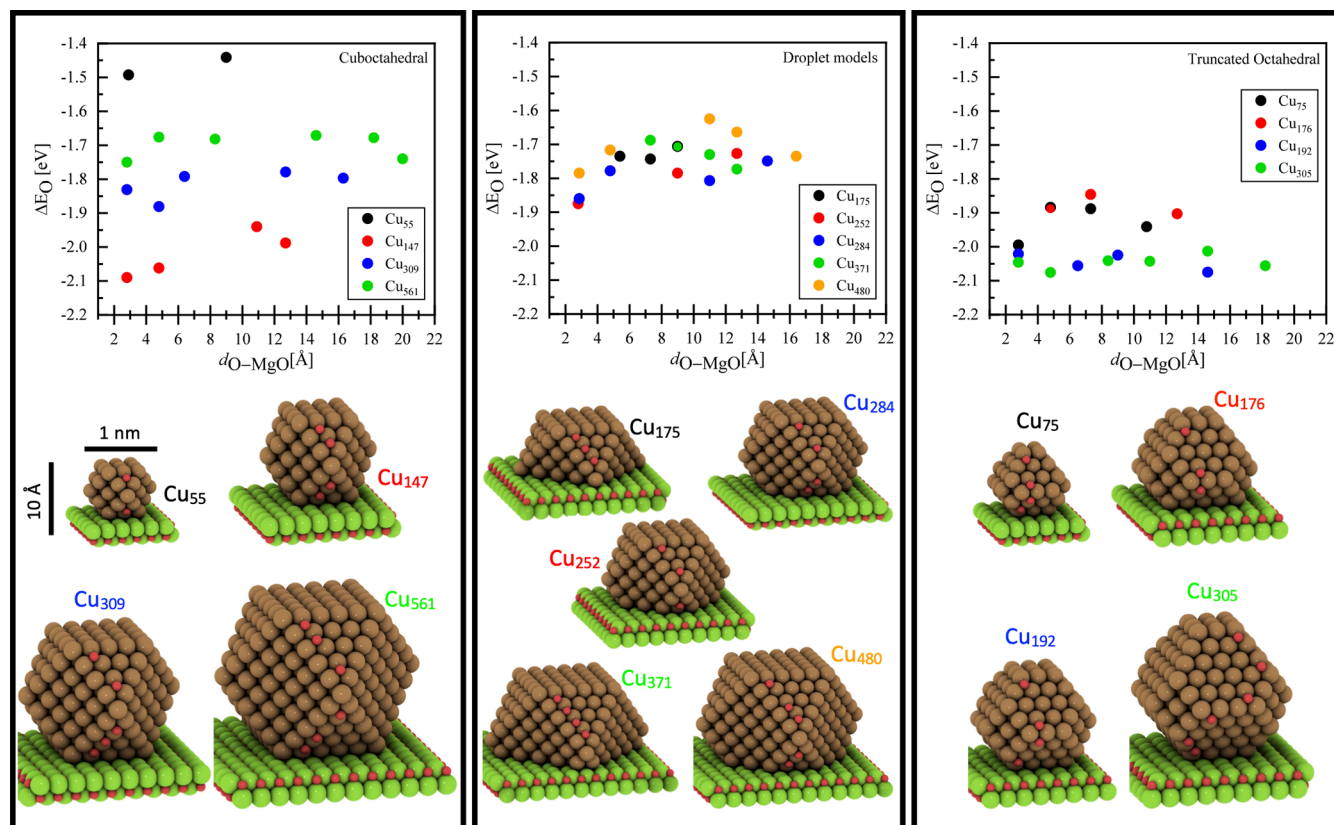 Cuboctahedral
-1.4
-1.5
-1.6
-1.7
-1.8
-1.9
-2.0
-2.1
-2.2
ΔE_O [eV]
Cu₅₅
Cu₁₄₇
Cu₃₀₉
Cu₅₆₁
2 4 6 8 10 12 14 16 18 20 22
d_O–MgO[Å]
1 nm
10 Å
Cu₅₅
Cu₁₄₇
Cu₃₀₉
Cu₅₆₁
Droplet models
-1.4
-1.5
-1.6
-1.7
-1.8
-1.9
-2.0
-2.1
-2.2
ΔE_O [eV]
Cu₁₇₅
Cu₂₅₂
Cu₂₈₄
Cu₃₇₁
Cu₄₈₀
2 4 6 8 10 12 14 16 18 20 22
d_O–MgO[Å]
Cu₁₇₅
Cu₂₈₄
Cu₂₅₂
Cu₃₇₁
Cu₄₈₀
Truncated Octahedral
-1.4
-1.5
-1.6
-1.7
-1.8
-1.9
-2.0
-2.1
-2.2
ΔE_O [eV]
Cu₇₅
Cu₁₇₆
Cu₁₉₂
Cu₃₀₅
2 4 6 8 10 12 14 16 18 20 22
d_O–MgO[Å]
Cu₇₅
Cu₁₇₆
Cu₁₉₂
Cu₃₀₅